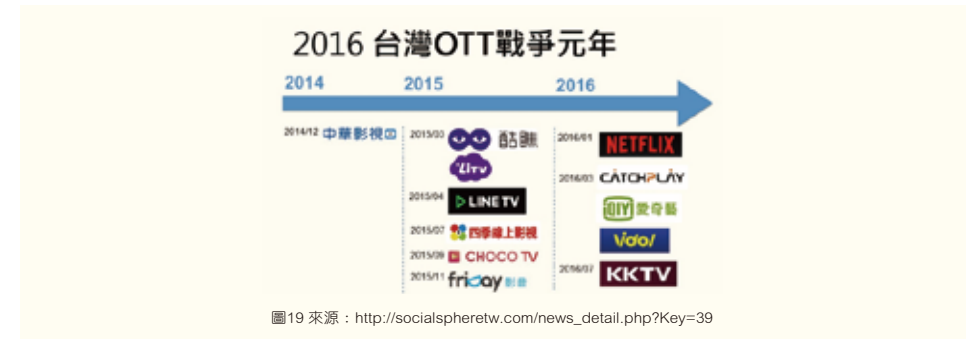 2016 台灣OTT戰爭元年
2014 2015 2016
2014/12 中華影視
2015/03 酷瞧
LiTV
2015/04 LINE TV
2015/07 四季線上影視
2015/09 CHOCO TV
2015/11 friDay 影音
2016/01 NETFLIX
2016/03 CATCHPLAY
iQIY 愛奇藝
Vidol
2016/07 KKTV
圖19 來源：http://socialspheretw.com/news_detail.php?Key=39